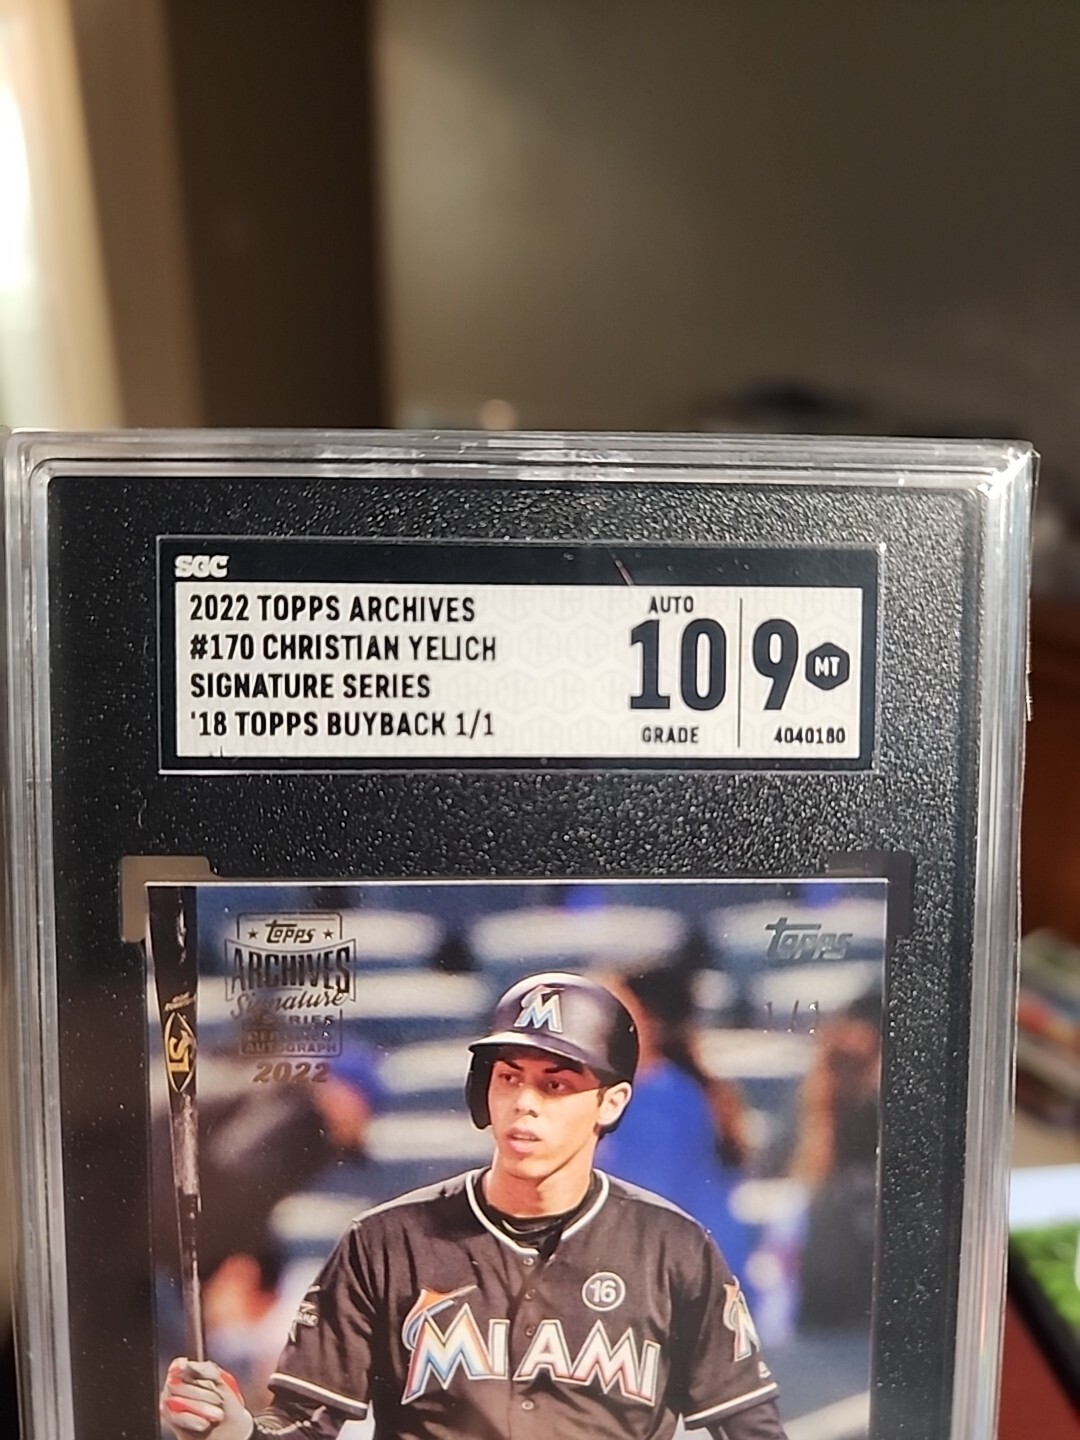 SGC
2022 TOPPS ARCHIVES
#170 CHRISTIAN YELICH
SIGNATURE SERIES
'18 TOPPS BUYBACK 1/1
AUTO
10
GRADE
9 MT
4040180
topps
ARCHIVES
Signature
SERIES
AUTOGRAPH
2022
topps
1/1
M
16
MIAMI